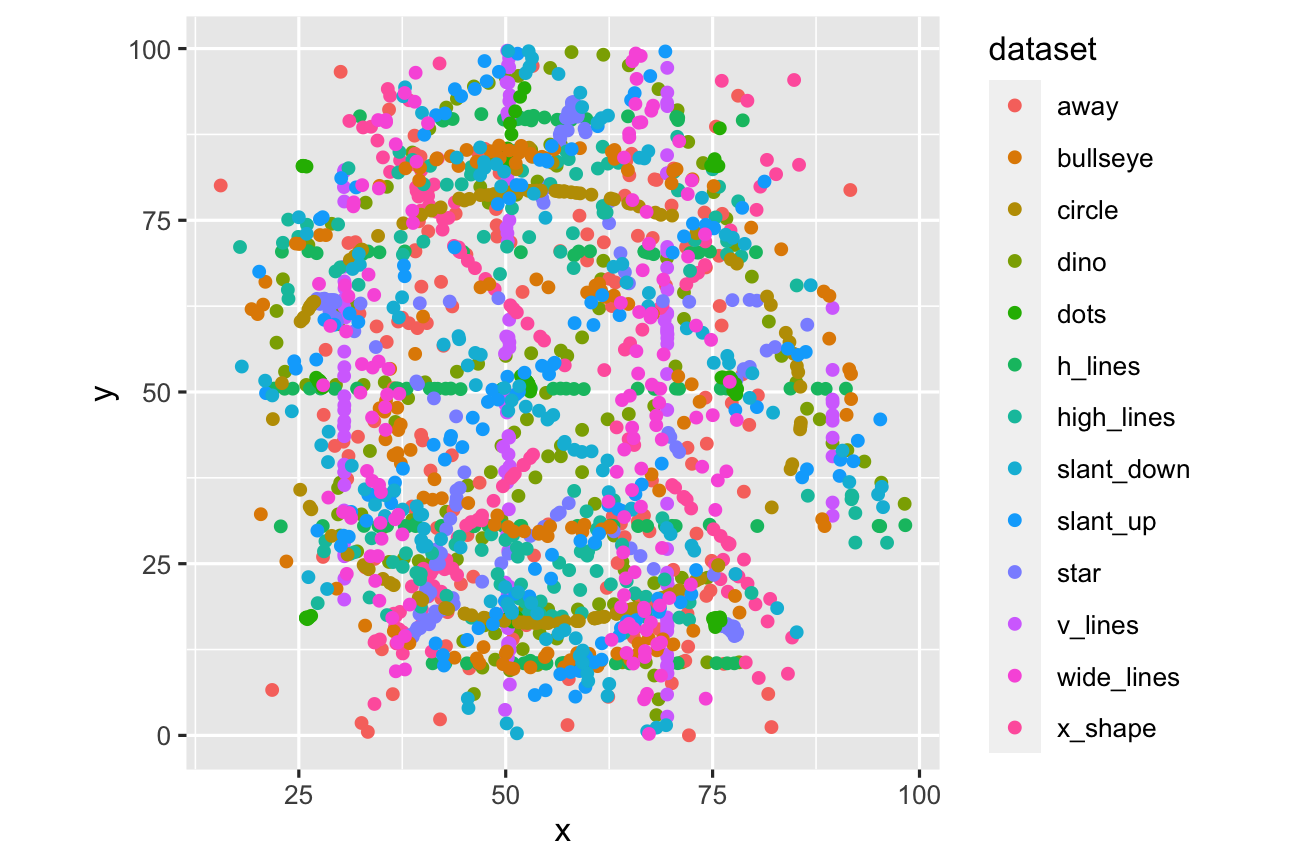 100
75
50
25
0
y
25 50 75 100
x
dataset
away
bullseye
circle
dino
dots
h_lines
high_lines
slant_down
slant_up
star
v_lines
wide_lines
x_shape